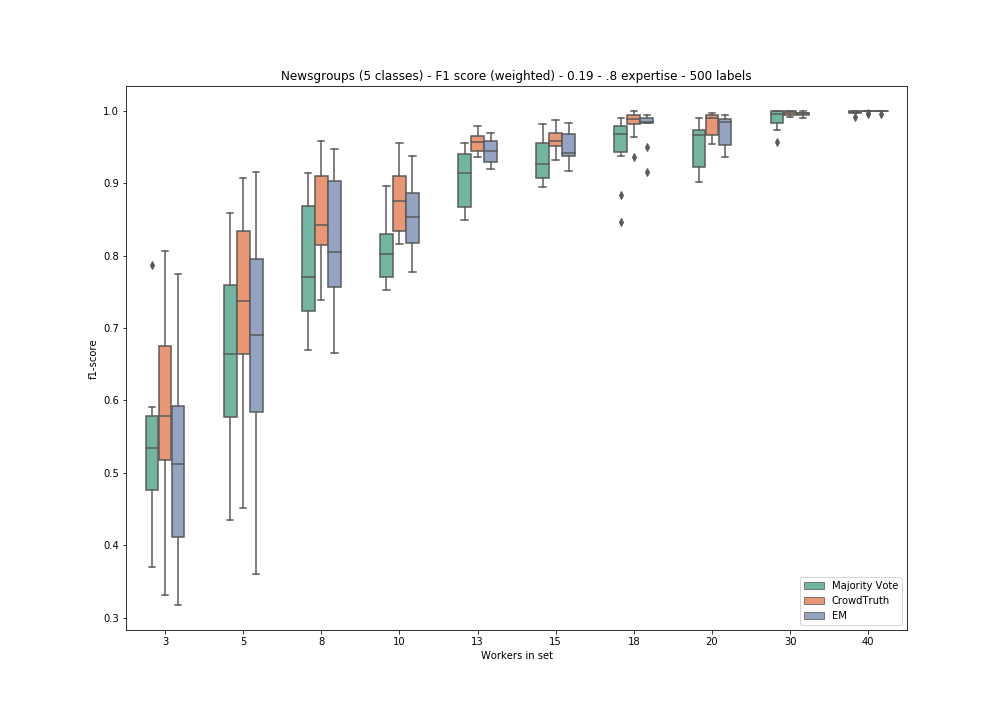 Newsgroups (5 classes) - F1 score (weighted) - 0.19 - .8 expertise - 500 labels
f1-score
1.0
0.9
0.8
0.7
0.6
0.5
0.4
0.3
3 5 8 10 13 15 18 20 30 40
Workers in set
Majority Vote
CrowdTruth
EM